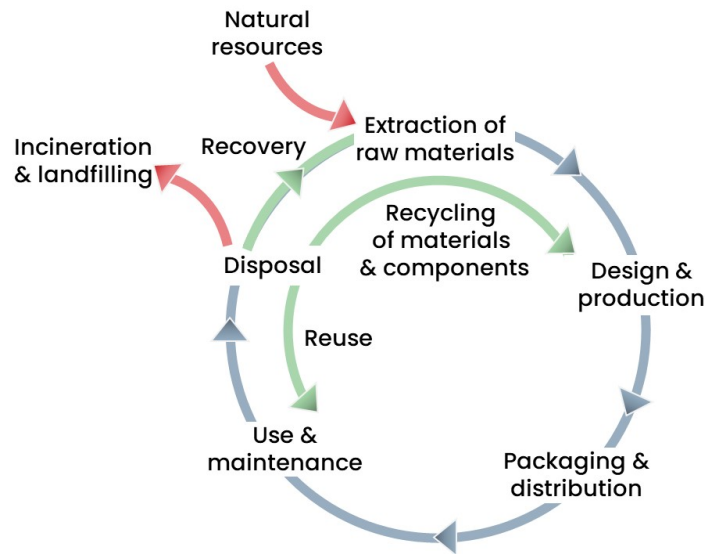 Natural
resources
Extraction of
raw materials
Incineration
& landfilling
Recovery
Recycling
of materials
& components
Disposal
Design &
production
Reuse
Use &
maintenance
Packaging &
distribution